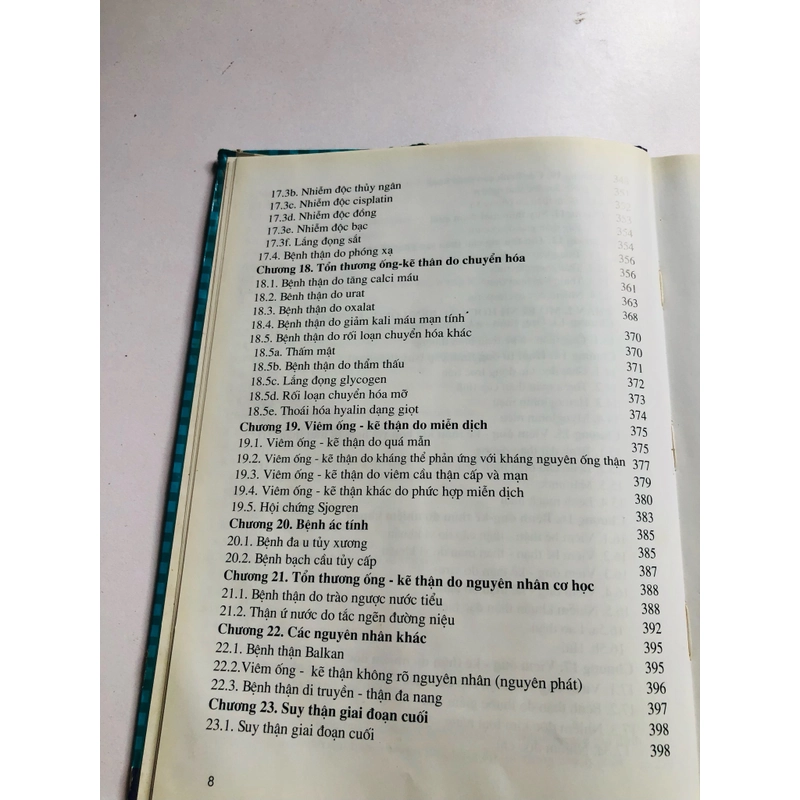 17.3b. Nhiễm độc thủy ngân
17.3c. Nhiễm độc cisplatin
17.3d. Nhiễm độc đồng 352
17.3e. Nhiễm độc bạc 353
17.3f. Lắng đọng sắt 354
17.4. Bệnh thận do phóng xạ 354
Chương 18. Tổn thương ống-kẽ thân do chuyển hóa 356
18.1. Bệnh thận do tăng calci máu 356
18.2. Bênh thận do urat 361
18.3. Bệnh thận do oxalat 363
18.4. Bệnh thận do giảm kali máu mạn tính 368
18.5. Bệnh thận do rối loạn chuyển hóa khác 370
18.5a. Thấm mật 370
18.5b. Bệnh thận do thẩm thấu 371
18.5c. Lắng đọng glycogen 372
18.5d. Rối loạn chuyển hóa mỡ 373
18.5e. Thoái hóa hyalin dạng giọt 374
Chương 19. Viêm ống - kẽ thận do miễn dịch 375
19.1. Viêm ống - kẽ thận do quá mẫn 375
19.2. Viêm ống - kẽ thận do kháng thể phản ứng với kháng nguyên ống thận 377
19.3. Viêm ống - kẽ thận do viêm cầu thận cấp và mạn 379
19.4. Viêm ống - kẽ thận khác do phức hợp miễn dịch 380
19.5. Hội chứng Sjogren 383
Chương 20. Bệnh ác tính 385
20.1. Bệnh đa u tủy xương 385
20.2. Bệnh bạch cầu tủy cấp 387
Chương 21. Tổn thương ống - kẽ thận do nguyên nhân cơ học 388
21.1. Bệnh thận do trào ngược nước tiểu 388
21.2. Thận ứ nước do tắc ngẽn đường niệu 392
Chương 22. Các nguyên nhân khác 395
22.1. Bệnh thận Balkan 395
22.2.Viêm ống - kẽ thận không rõ nguyên nhân (nguyên phát) 396
22.3. Bệnh thận di truyền - thận đa nang 397
Chương 23. Suy thận giai đoạn cuối 398
23.1. Suy thận giai đoạn cuối 398
8